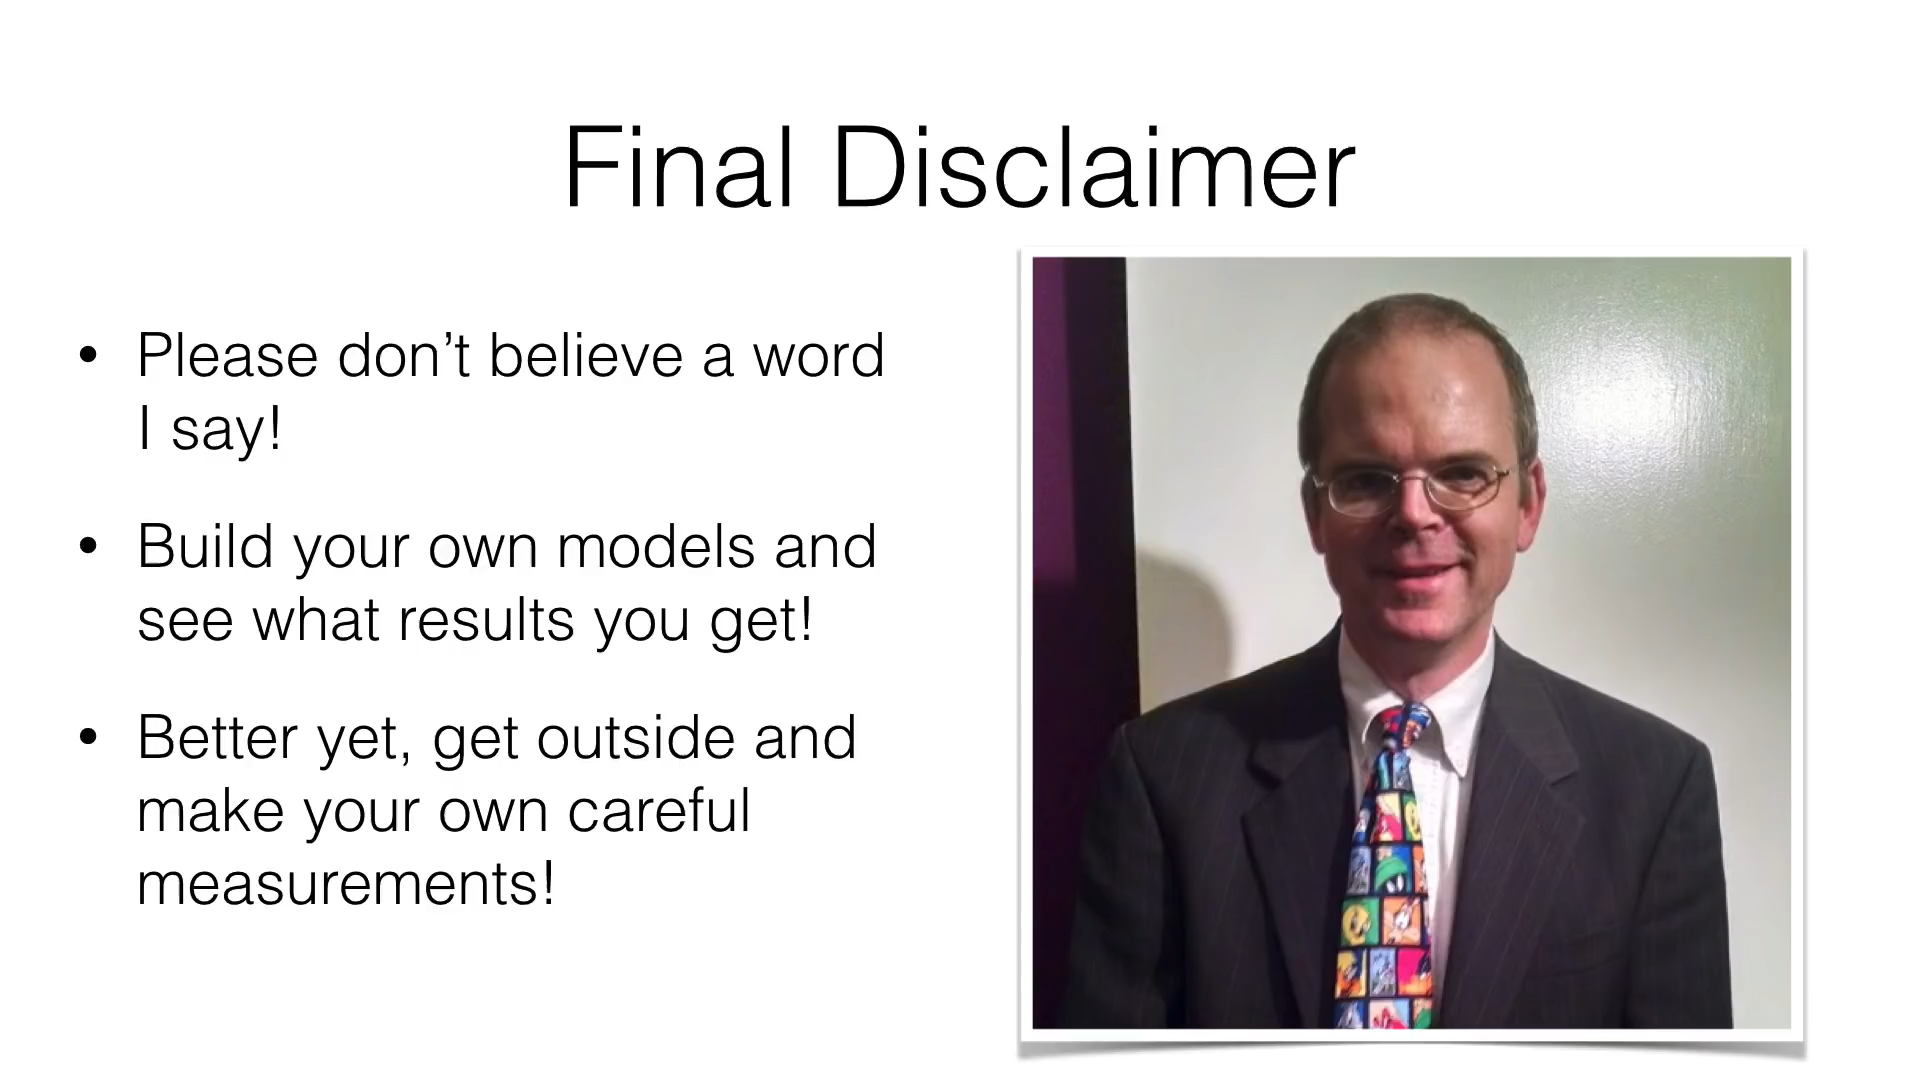 Final Disclaimer
• Please don’t believe a word
I say!
• Build your own models and
see what results you get!
• Better yet, get outside and
make your own careful
measurements!